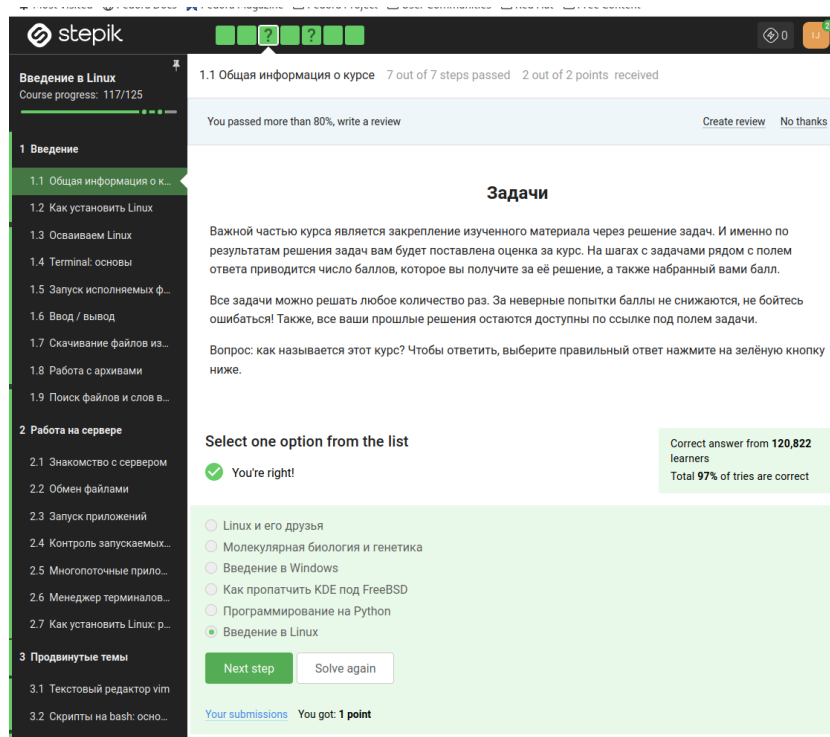 stepik
? ?
0
IJ
2
Введение в Linux
Course progress: 117/125
1.1 Общая информация о курсе 7 out of 7 steps passed 2 out of 2 points received
You passed more than 80%, write a review Create review No thanks
1 Введение
1.1 Общая информация о к...
1.2 Как установить Linux
1.3 Осваиваем Linux
1.4 Terminal: основы
1.5 Запуск исполняемых ф...
1.6 Ввод / вывод
1.7 Скачивание файлов из...
1.8 Работа с архивами
1.9 Поиск файлов и слов в...
2 Работа на сервере
2.1 Знакомство с сервером
2.2 Обмен файлами
2.3 Запуск приложений
2.4 Контроль запускаемых...
2.5 Многопоточные прило...
2.6 Менеджер терминалов...
2.7 Как установить Linux: р...
3 Продвинутые темы
3.1 Текстовый редактор vim
3.2 Скрипты на bash: осно...
Задачи
Важной частью курса является закрепление изученного материала через решение задач. И именно по
результатам решения задач вам будет поставлена оценка за курс. На шагах с задачами рядом с полем
ответа приводится число баллов, которое вы получите за её решение, а также набранный вами балл.
Все задачи можно решать любое количество раз. За неверные попытки баллы не снижаются, не бойтесь
ошибаться! Также, все ваши прошлые решения остаются доступны по ссылке под полем задачи.
Вопрос: как называется этот курс? Чтобы ответить, выберите правильный ответ нажмите на зелёную кнопку
ниже.
Select one option from the list
You're right!
Correct answer from 120,822
learners
Total 97% of tries are correct
Linux и его друзья
Молекулярная биология и генетика
Введение в Windows
Как пропатчить KDE под FreeBSD
Программирование на Python
Введение в Linux
Next step Solve again
Your submissions You got: 1 point